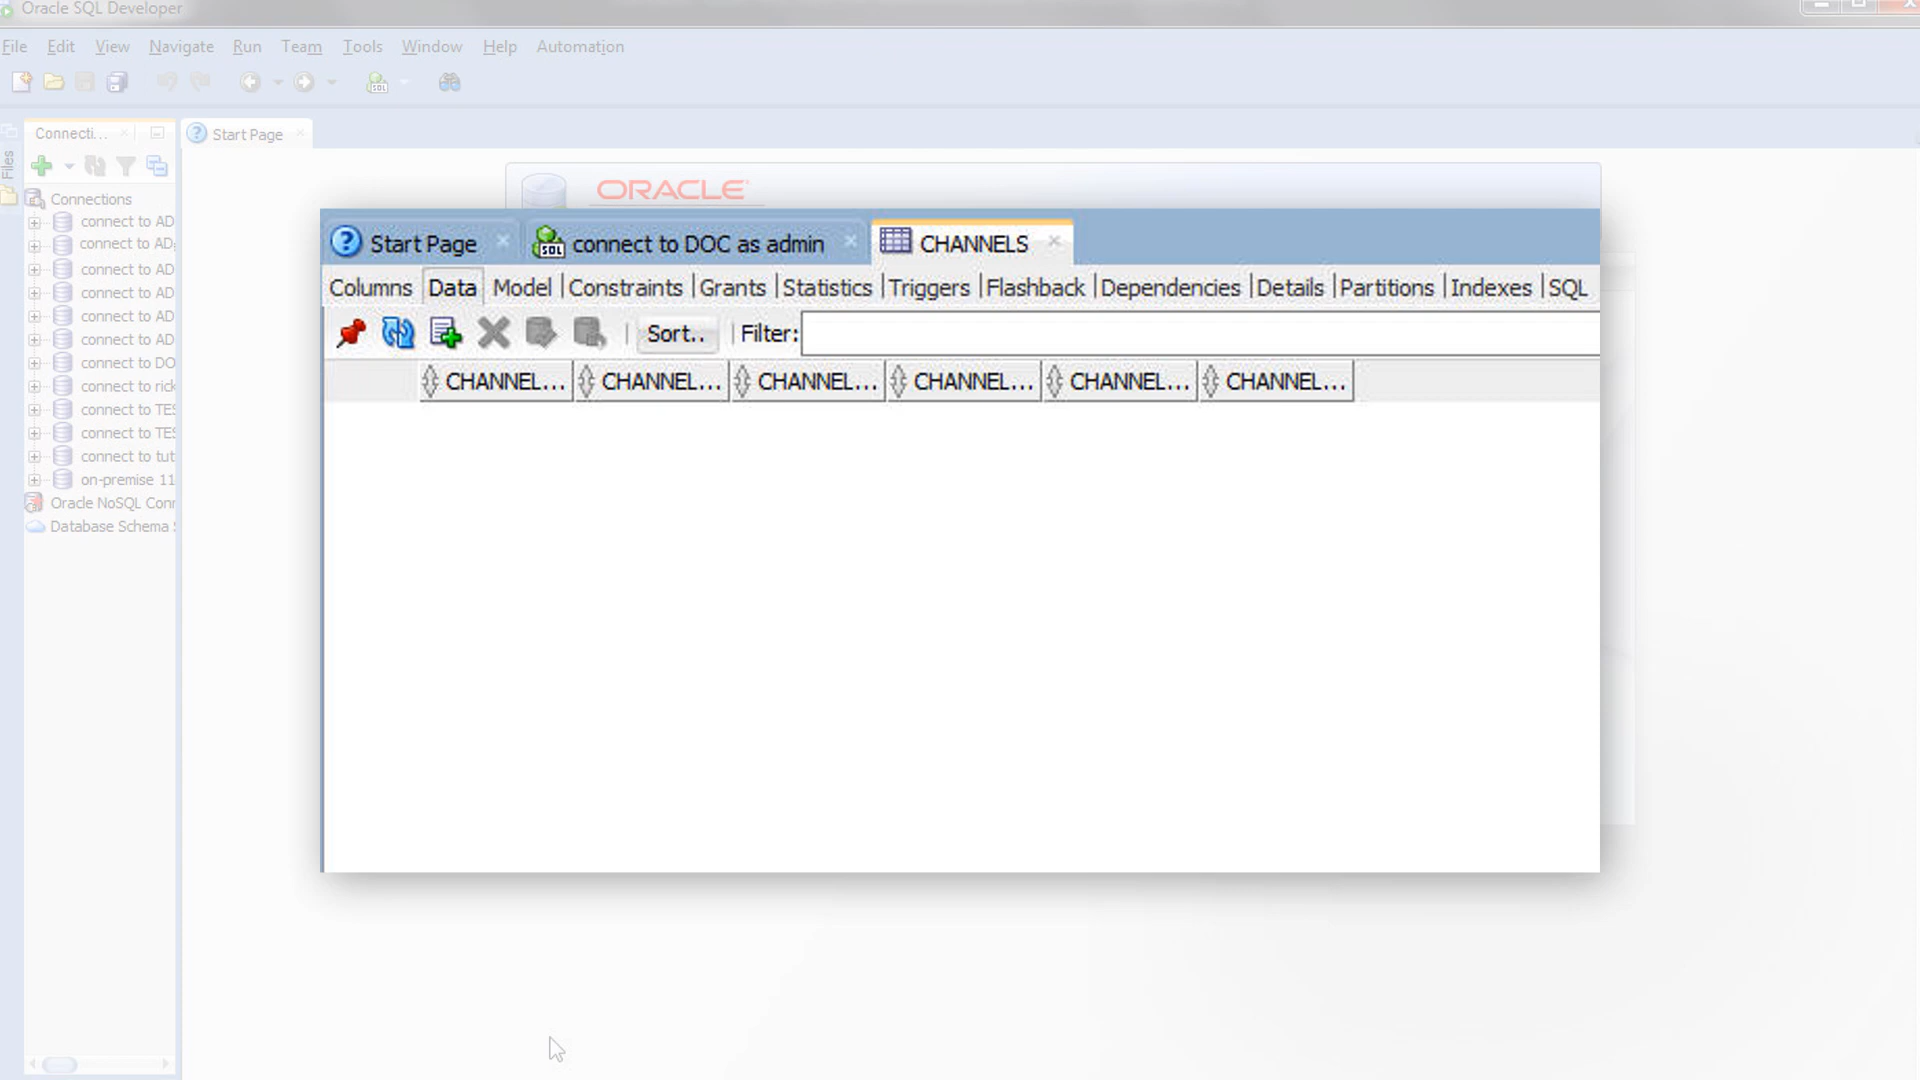 Oracle SQL Developer
File Edit View Navigate Run Team Tools Window Help Automation
Connecti...
Start Page
Files
Connections
connect to AD
connect to AD
connect to AD
connect to AD
connect to AD
connect to AD
connect to DO
connect to rick
connect to TES
connect to TES
connect to tut
on-premise 11
Oracle NoSQL Conr
Database Schema S
ORACLE
Start Page connect to DOC as admin CHANNELS
Columns Data Model Constraints Grants Statistics Triggers Flashback Dependencies Details Partitions Indexes SQL
Sort.. Filter:
CHANNEL... CHANNEL... CHANNEL... CHANNEL... CHANNEL... CHANNEL...